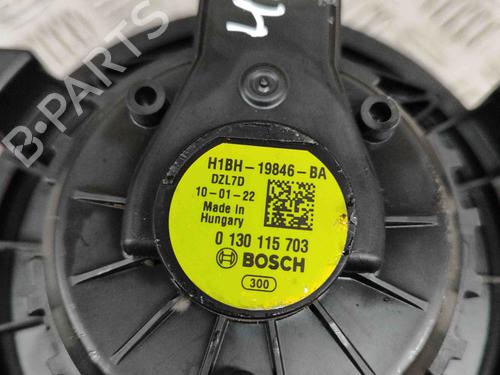 H1BH-19846-BA
DZL7D
10-01-22
Made in
Hungary
0 130 115 703
BOSCH
300
B-PARTS